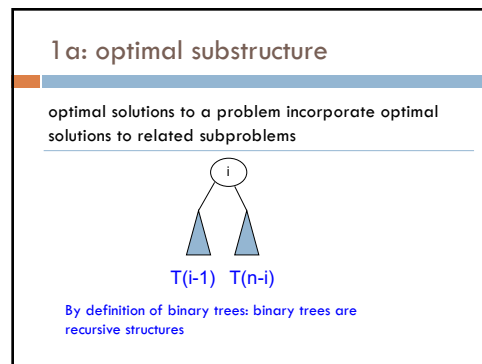 1a: optimal substructure
optimal solutions to a problem incorporate optimal
solutions to related subproblems
i
T(i-1) T(n-i)
By definition of binary trees: binary trees are
recursive structures